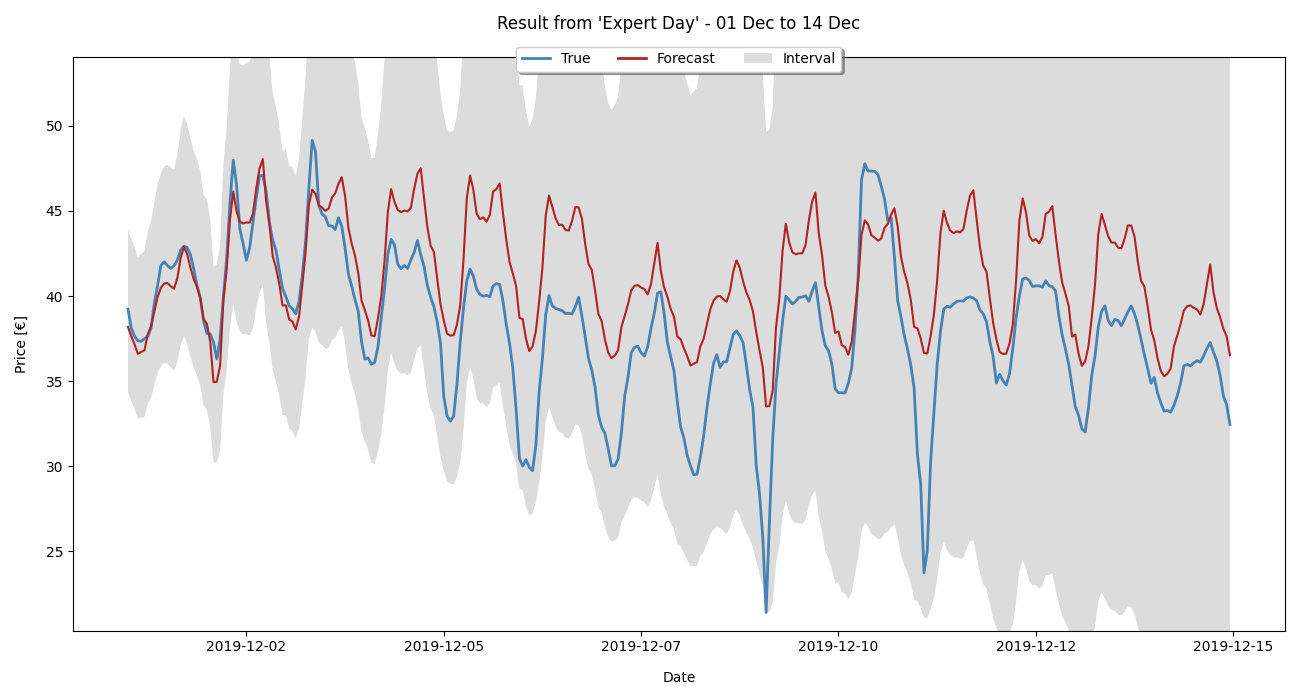 Result from 'Expert Day' - 01 Dec to 14 Dec
True Forecast Interval
50
45
40
35
30
25
Price [€]
2019-12-02 2019-12-05 2019-12-07 2019-12-10 2019-12-12 2019-12-15
Date